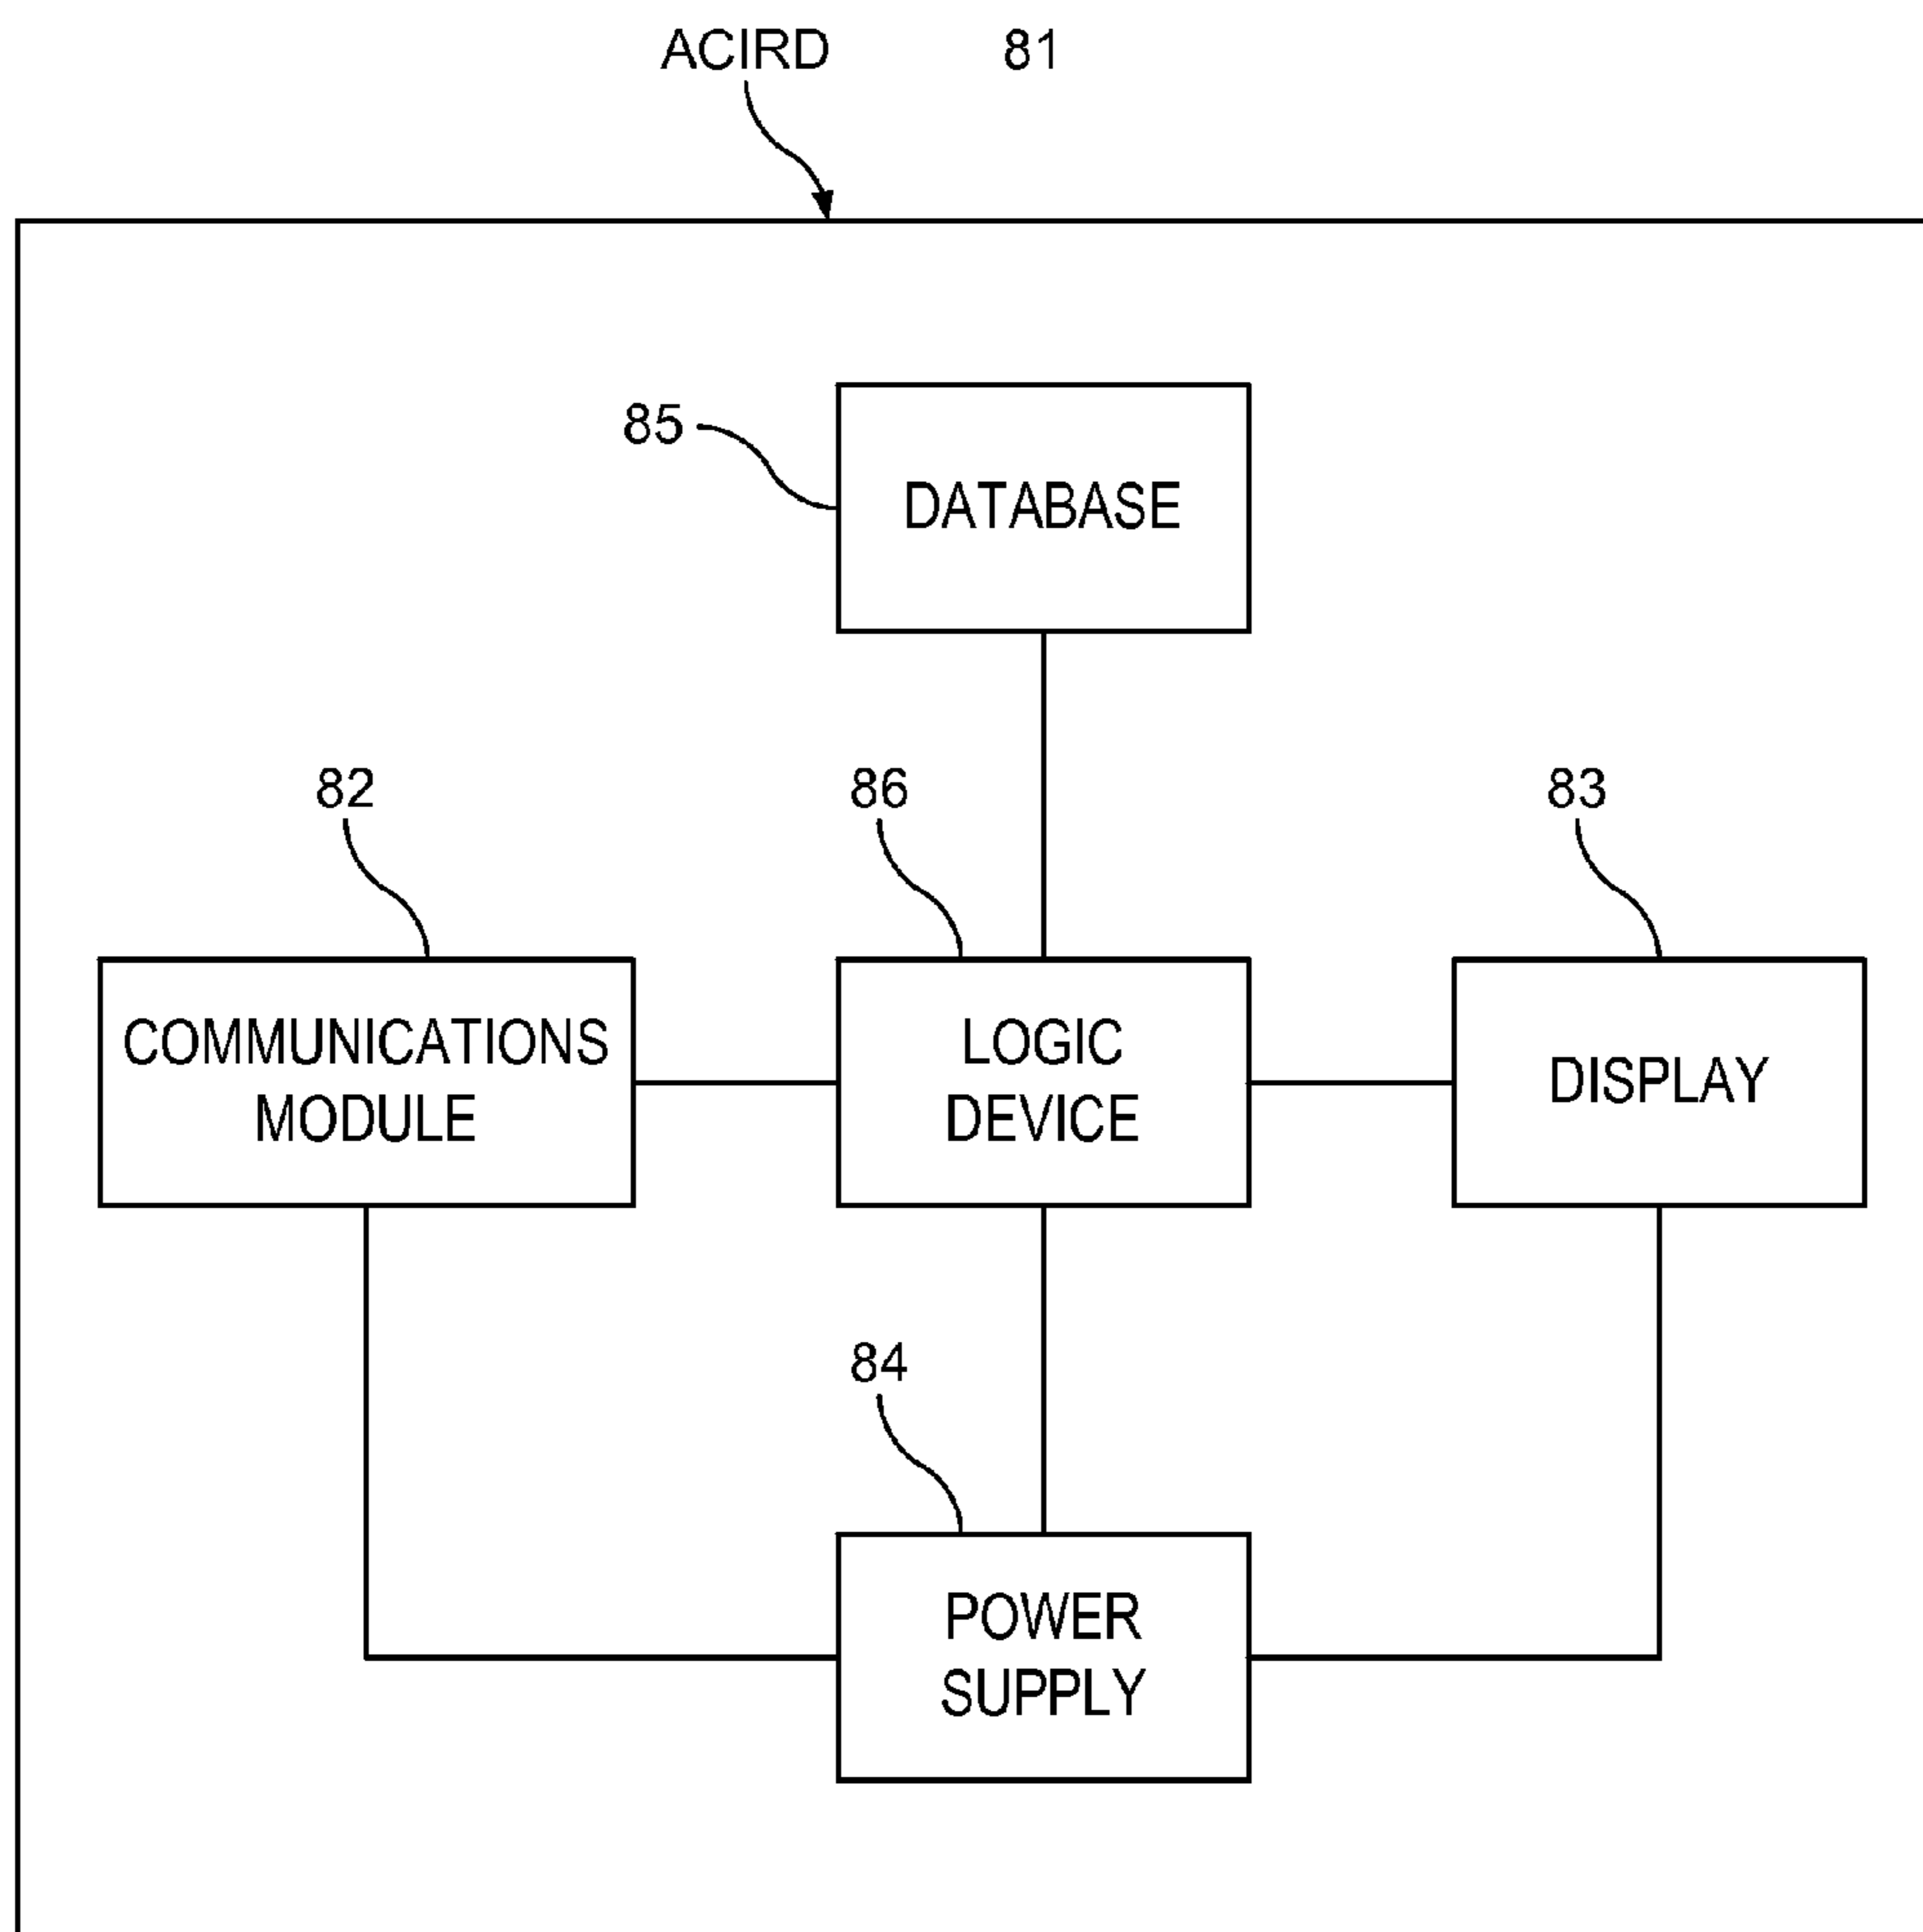 ACIRD 81
85
DATABASE
82
86
83
COMMUNICATIONS
MODULE
LOGIC
DEVICE
DISPLAY
84
POWER
SUPPLY